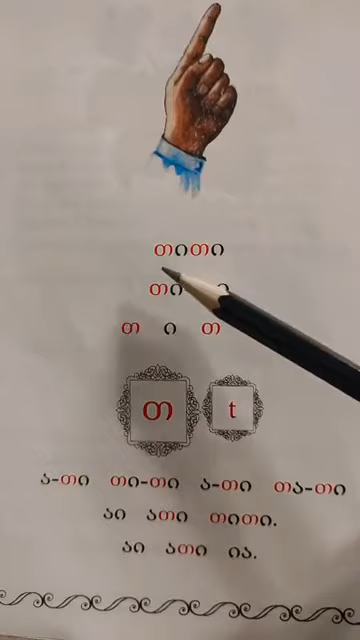 თითი
თი
თ ი თ
თ t
ა-თი თი-თი ა-თი თა-თი
აი ათი თითი.
აი ათი ია.